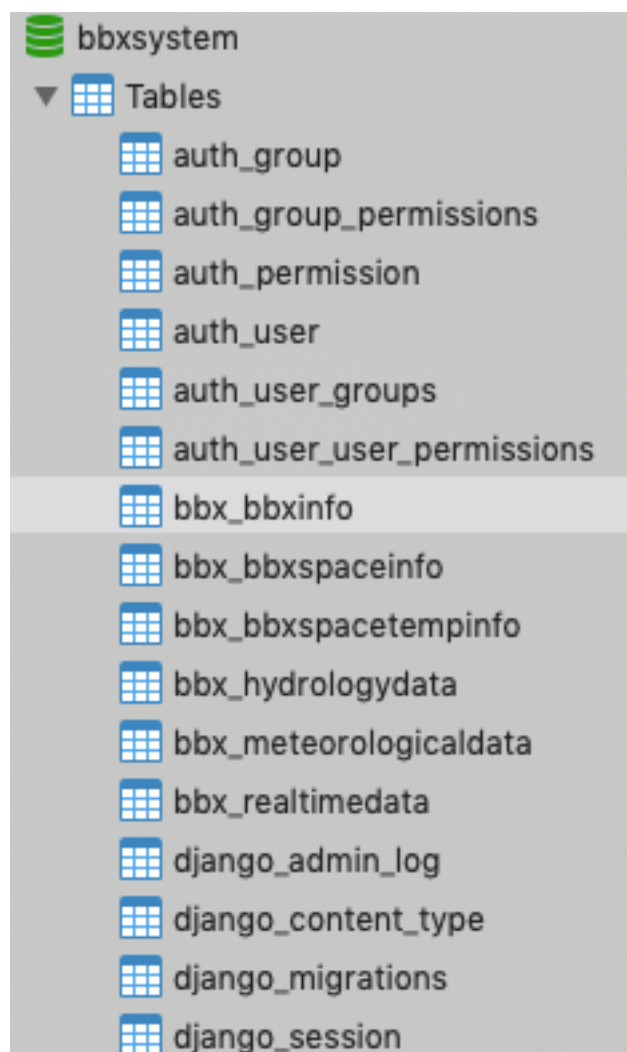 bbxsystem
Tables
auth_group
auth_group_permissions
auth_permission
auth_user
auth_user_groups
auth_user_user_permissions
bbx_bbxinfo
bbx_bbxspaceinfo
bbx_bbxspacetempinfo
bbx_hydrologydata
bbx_meteorologicaldata
bbx_realtimedata
django_admin_log
django_content_type
django_migrations
django_session